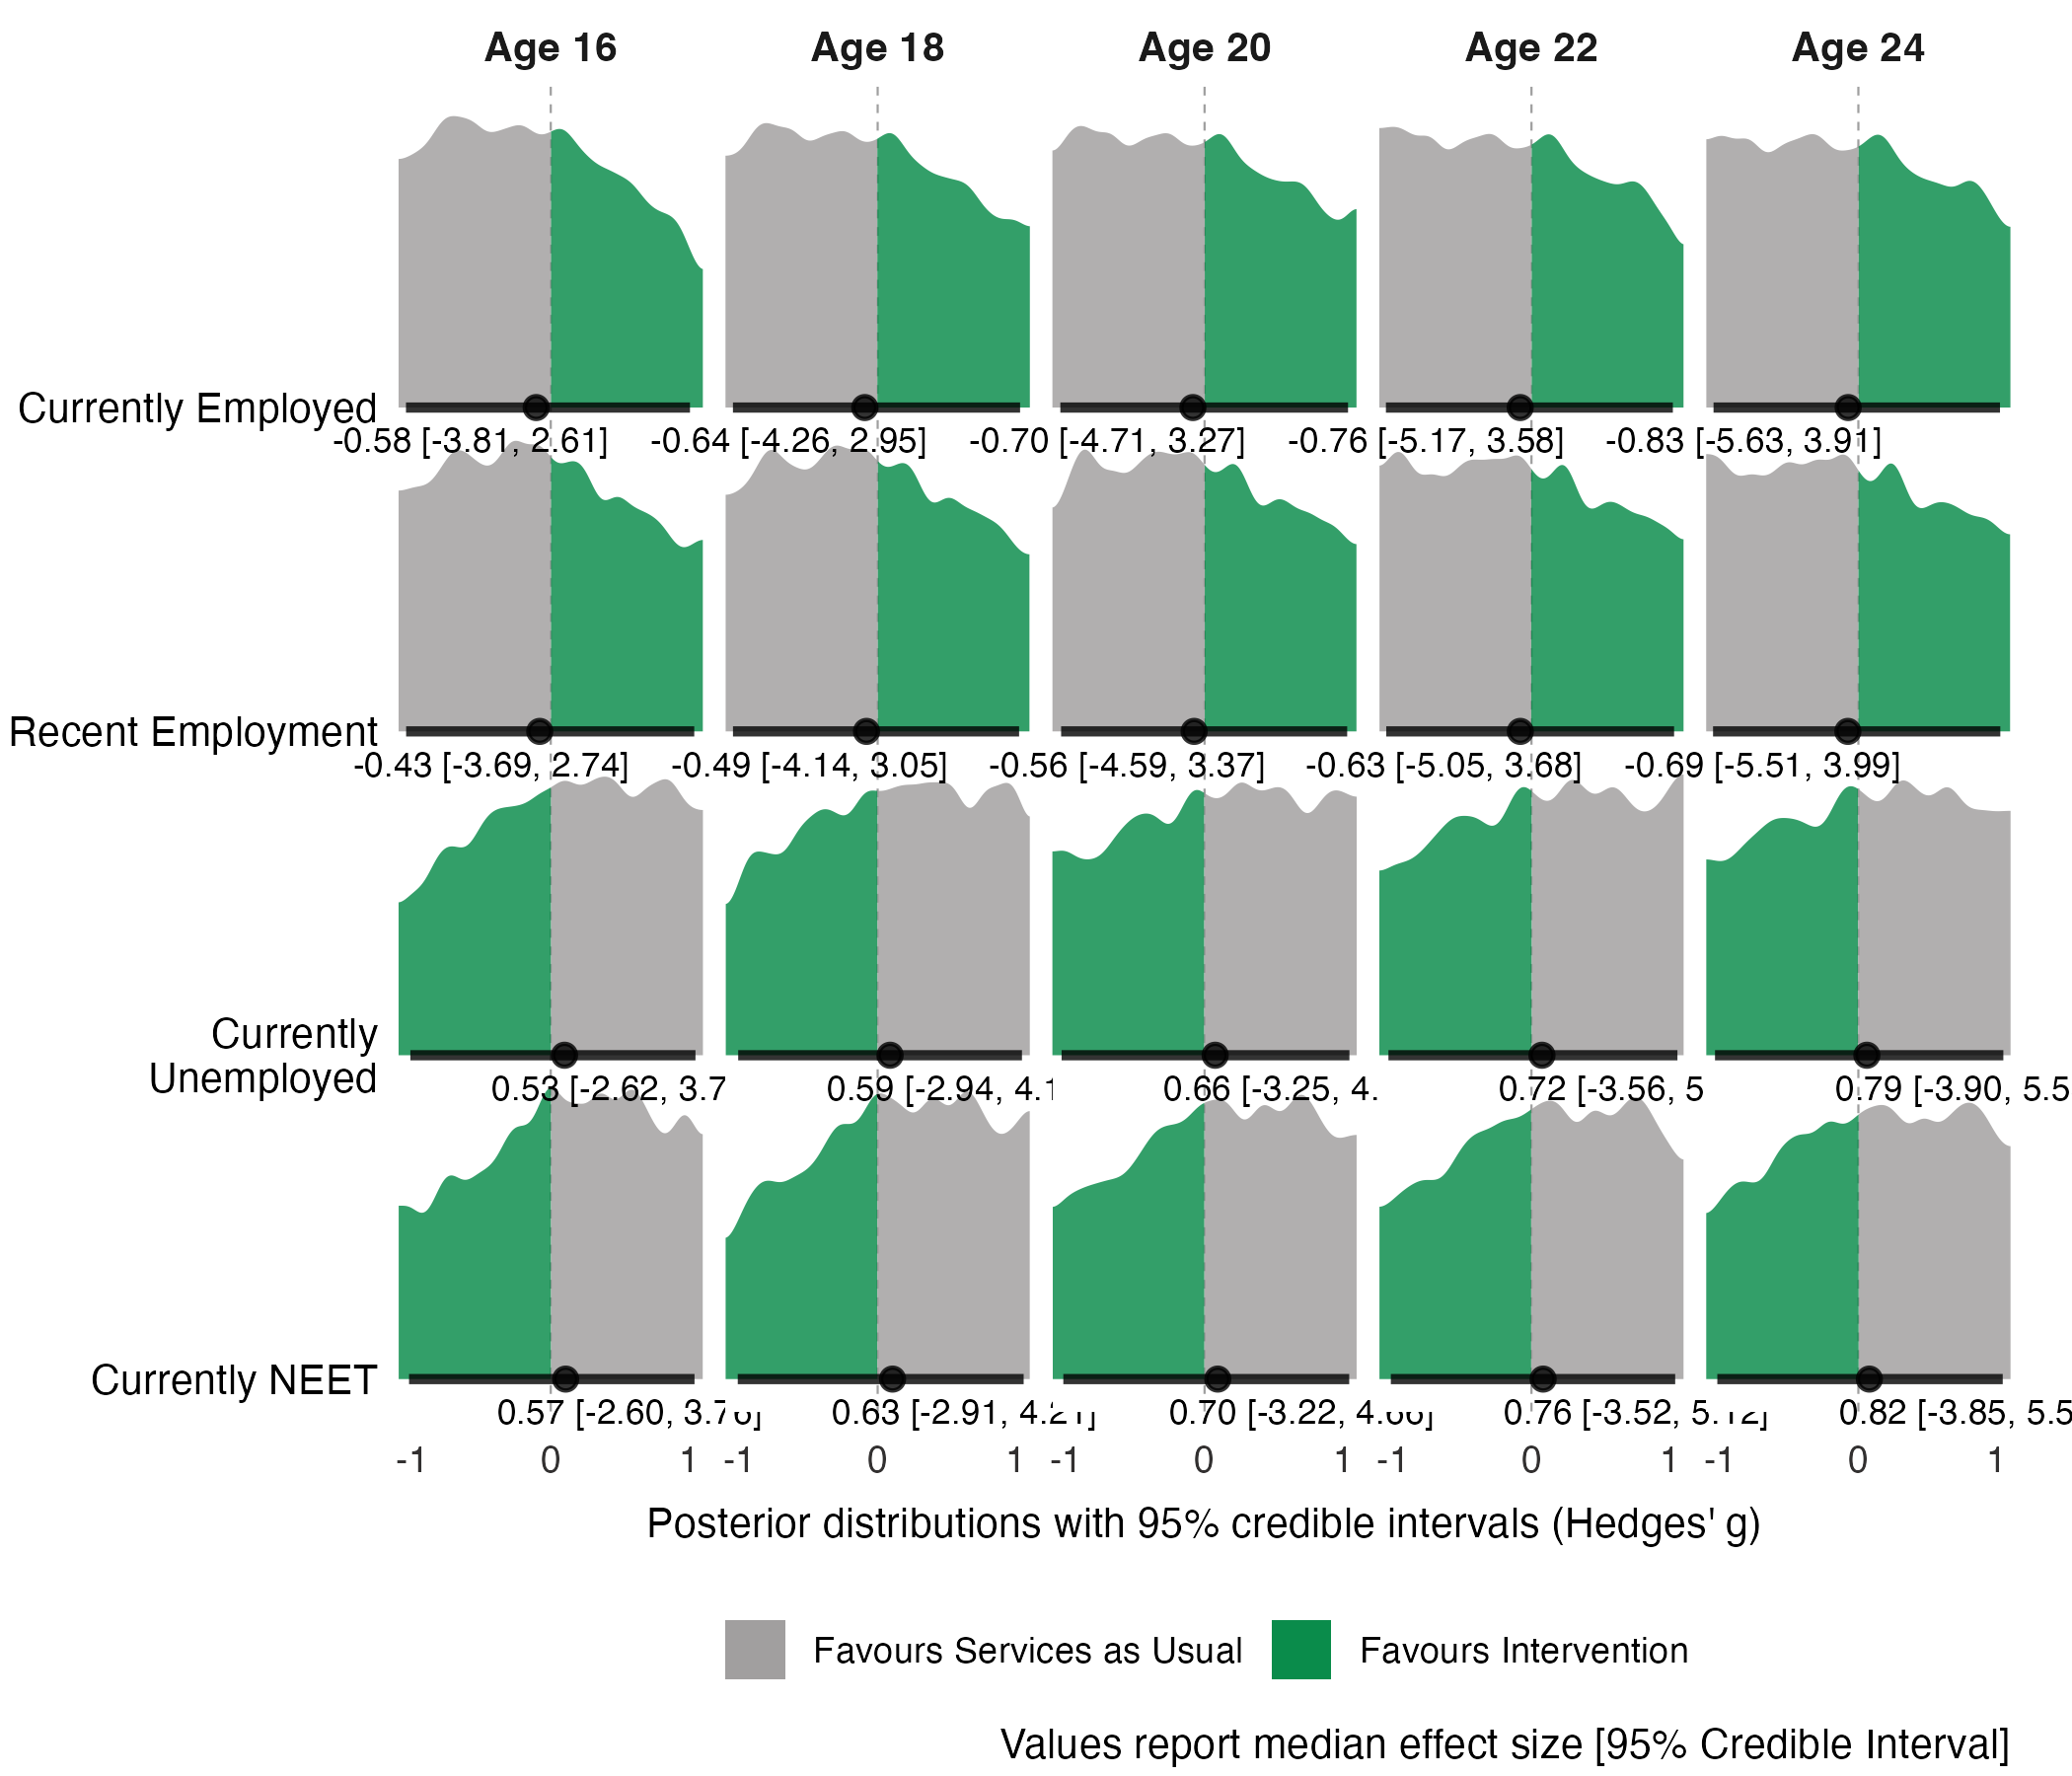 Age 16 Age 18 Age 20 Age 22 Age 24
Currently Employed
-0.58 [-3.81, 2.61] -0.64 [-4.26, 2.95] -0.70 [-4.71, 3.27] -0.76 [-5.17, 3.58] -0.83 [-5.63, 3.91]
Recent Employment
-0.43 [-3.69, 2.74] -0.49 [-4.14, 3.05] -0.56 [-4.59, 3.37] -0.63 [-5.05, 3.68] -0.69 [-5.51, 3.99]
Currently
Unemployed
0.53 [-2.62, 3.7 0.59 [-2.94, 4.1 0.66 [-3.25, 4. 0.72 [-3.56, 5 0.79 [-3.90, 5.5
Currently NEET
0.57 [-2.60, 3.76] 0.63 [-2.91, 4.21] 0.70 [-3.22, 4.66] 0.76 [-3.52, 5.12] 0.82 [-3.85, 5.5
-1 0 1 -1 0 1 -1 0 1 -1 0 1 -1 0 1
Posterior distributions with 95% credible intervals (Hedges' g)
Favours Services as Usual Favours Intervention
Values report median effect size [95% Credible Interval]